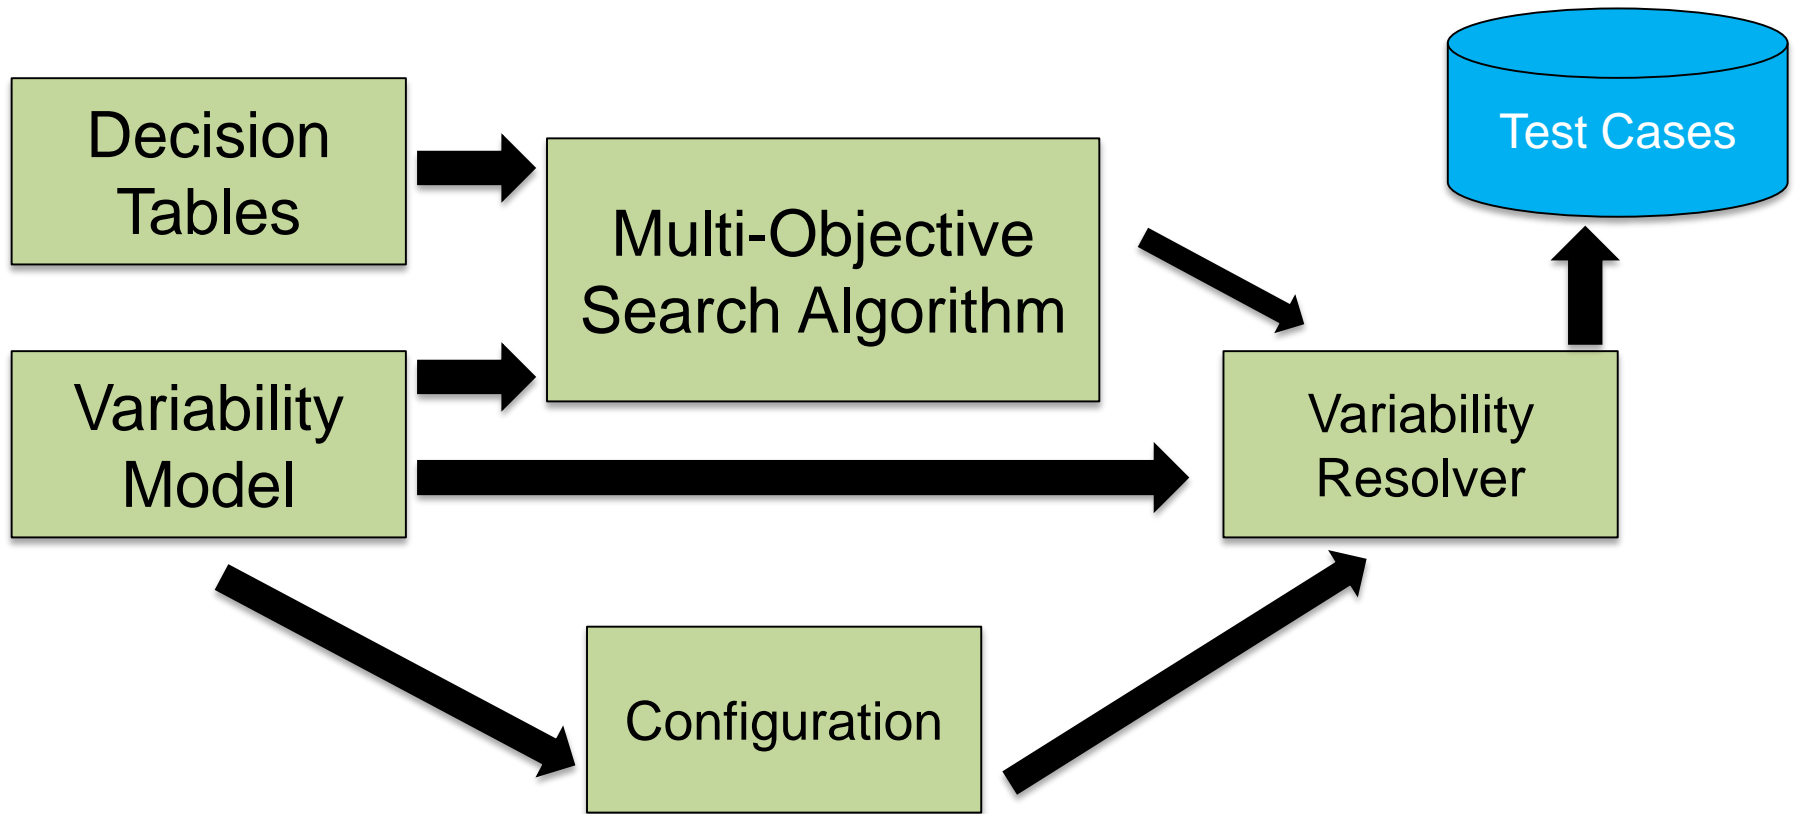 Decision
Tables
Multi-Objective
Search Algorithm
Test Cases
Variability
Model
Variability
Resolver
Configuration